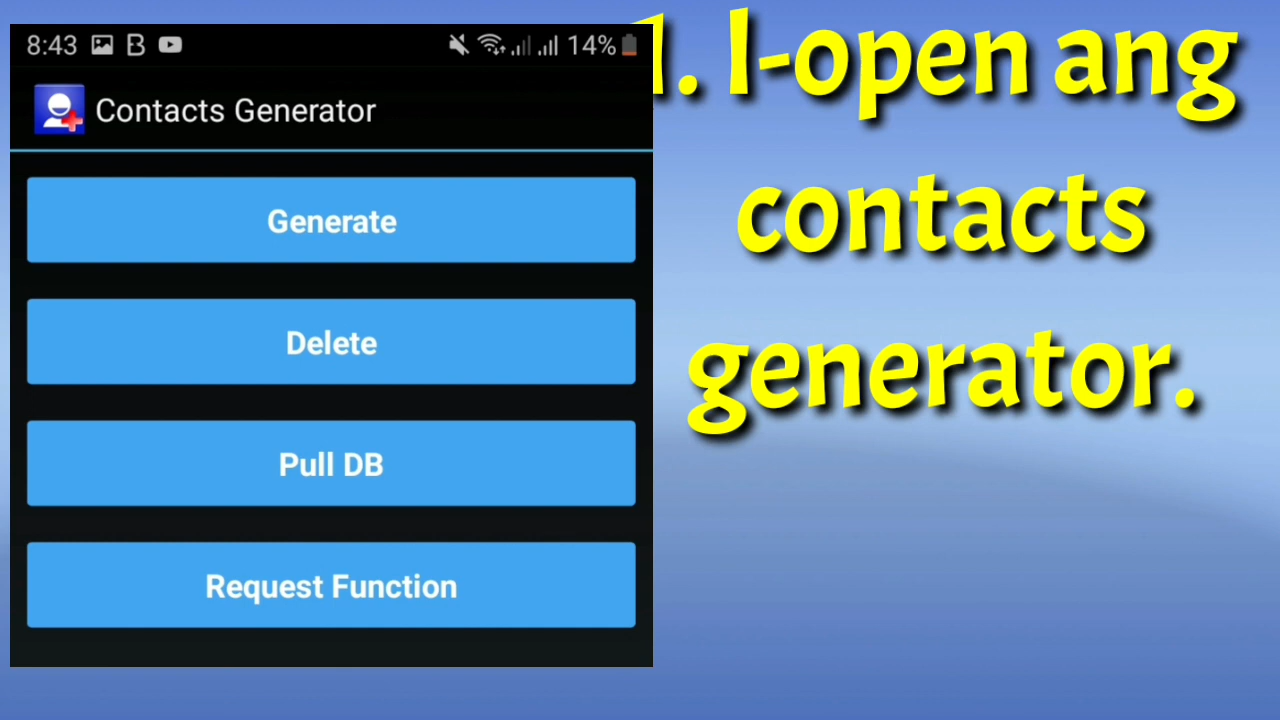 8:43
14%
Contacts Generator
Generate
Delete
Pull DB
Request Function
1. I-open ang
contacts
generator.